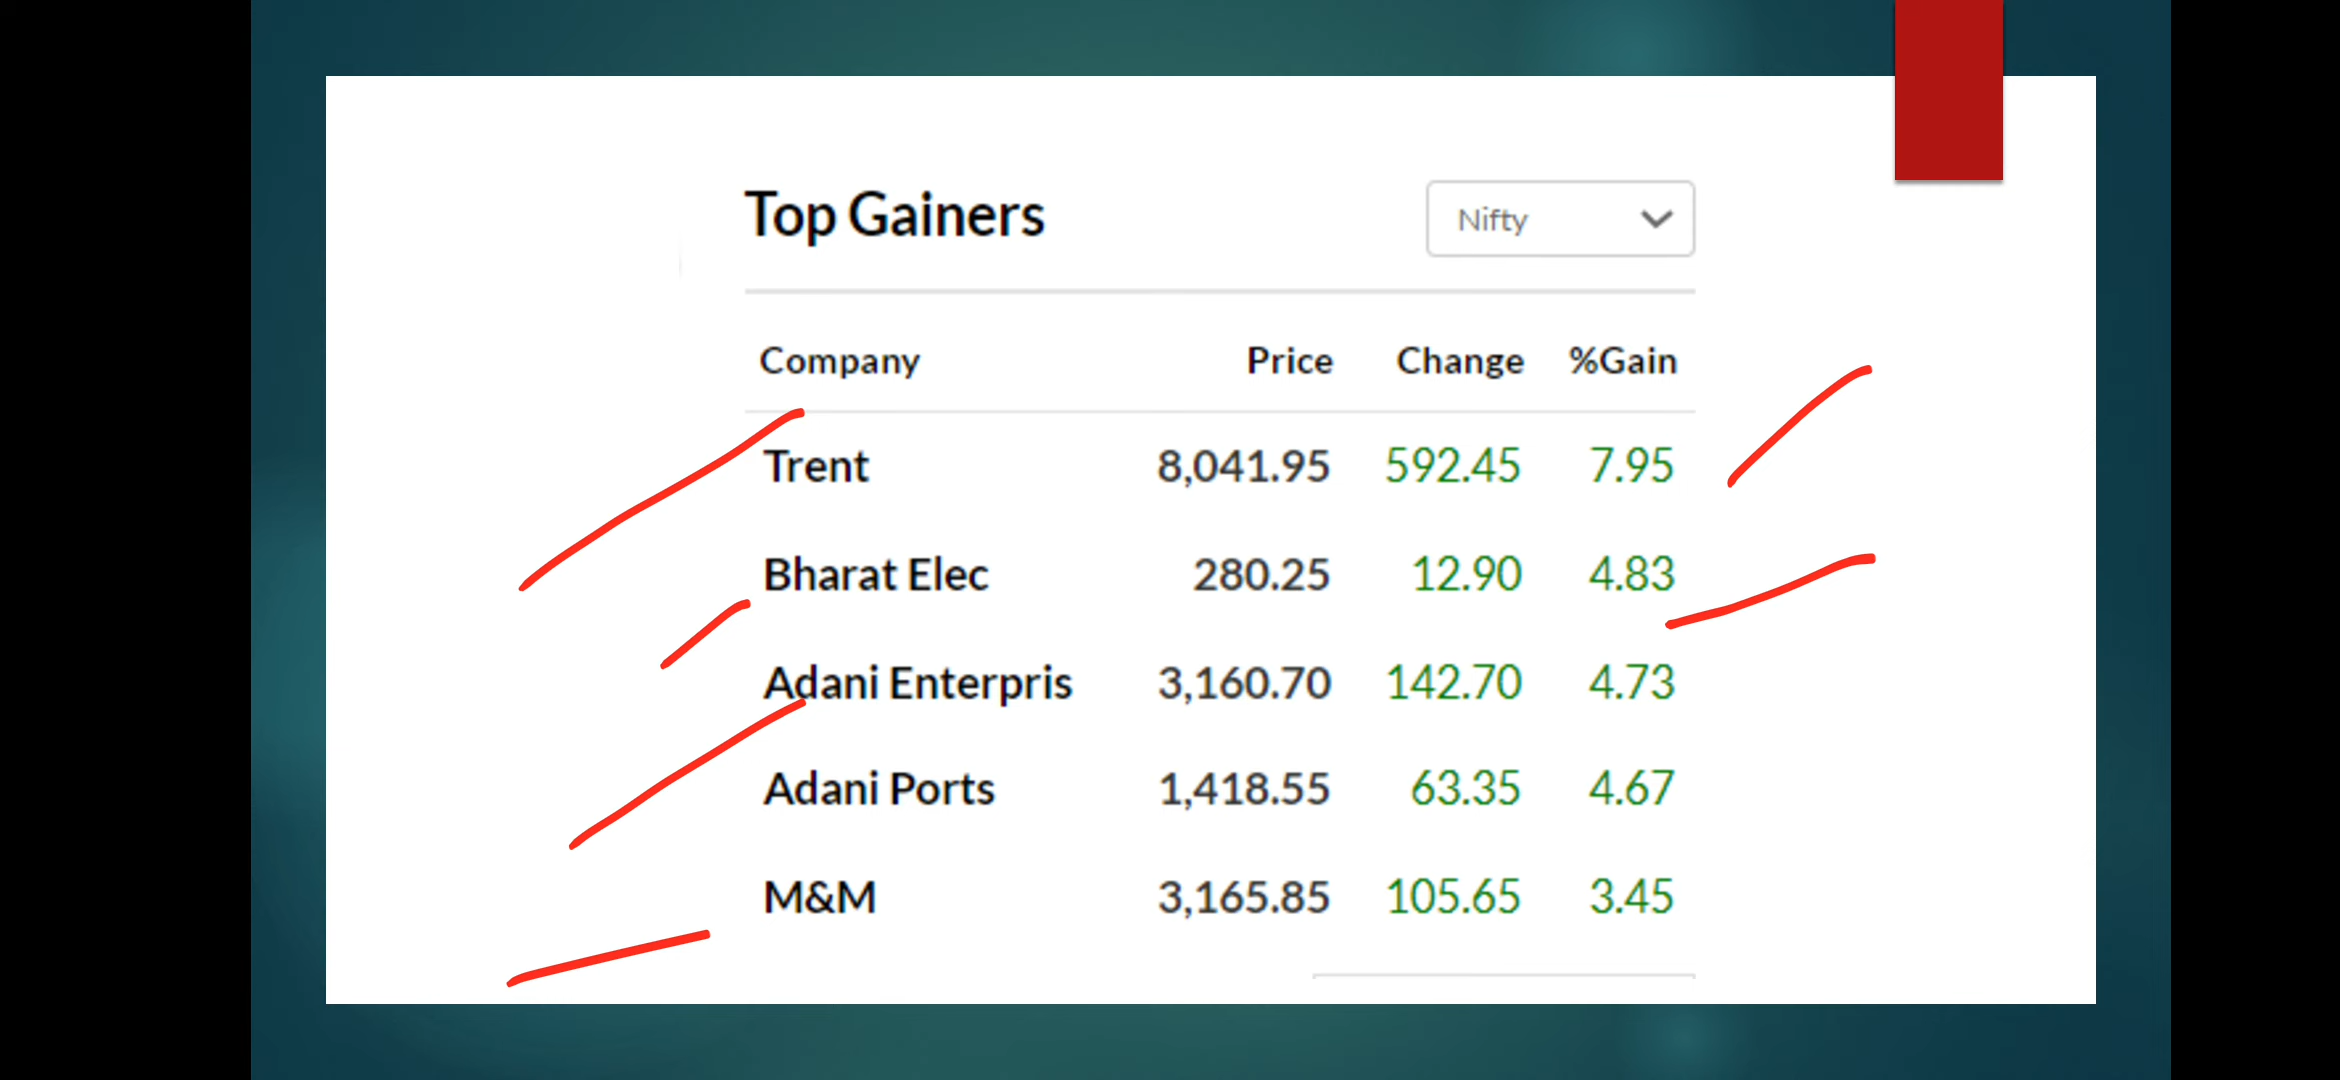 Top Gainers Nifty
Company Price Change %Gain
Trent 8,041.95 592.45 7.95
Bharat Elec 280.25 12.90 4.83
Adani Enterpris 3,160.70 142.70 4.73
Adani Ports 1,418.55 63.35 4.67
M&M 3,165.85 105.65 3.45